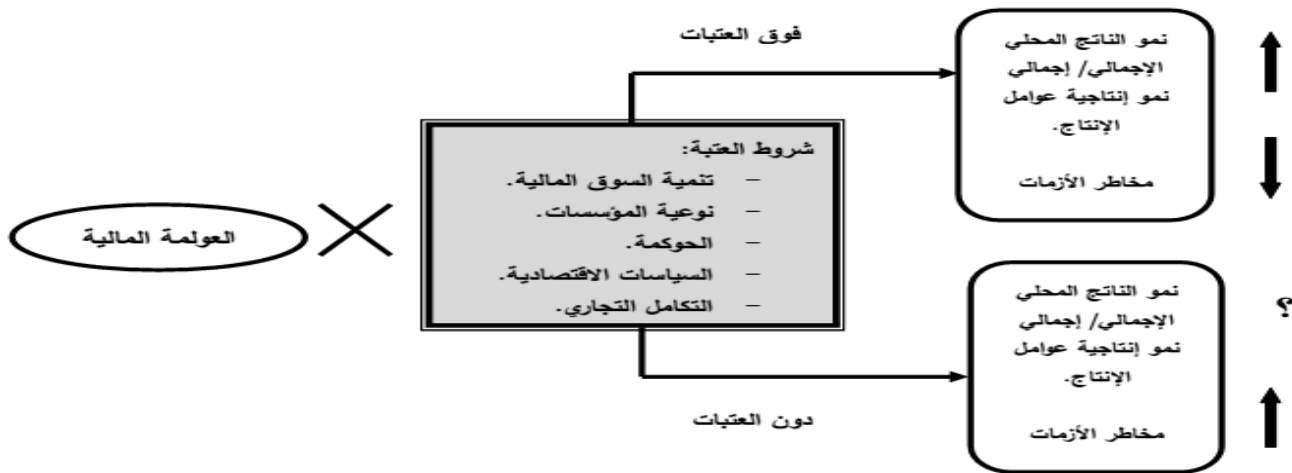 فوق العتبات
نمو الناتج المحلي
الإجمالي/ إجمالي
نمو إنتاجية عوامل
الإنتاج.
مخاطر الأزمات
شروط العتبة:
– تنمية السوق المالية.
– نوعية المؤسسات.
– الحوكمة.
– السياسات الاقتصادية.
– التكامل التجاري.
العولمة المالية
نمو الناتج المحلي
الإجمالي/ إجمالي
نمو إنتاجية عوامل
الإنتاج.
مخاطر الأزمات
؟
دون العتبات